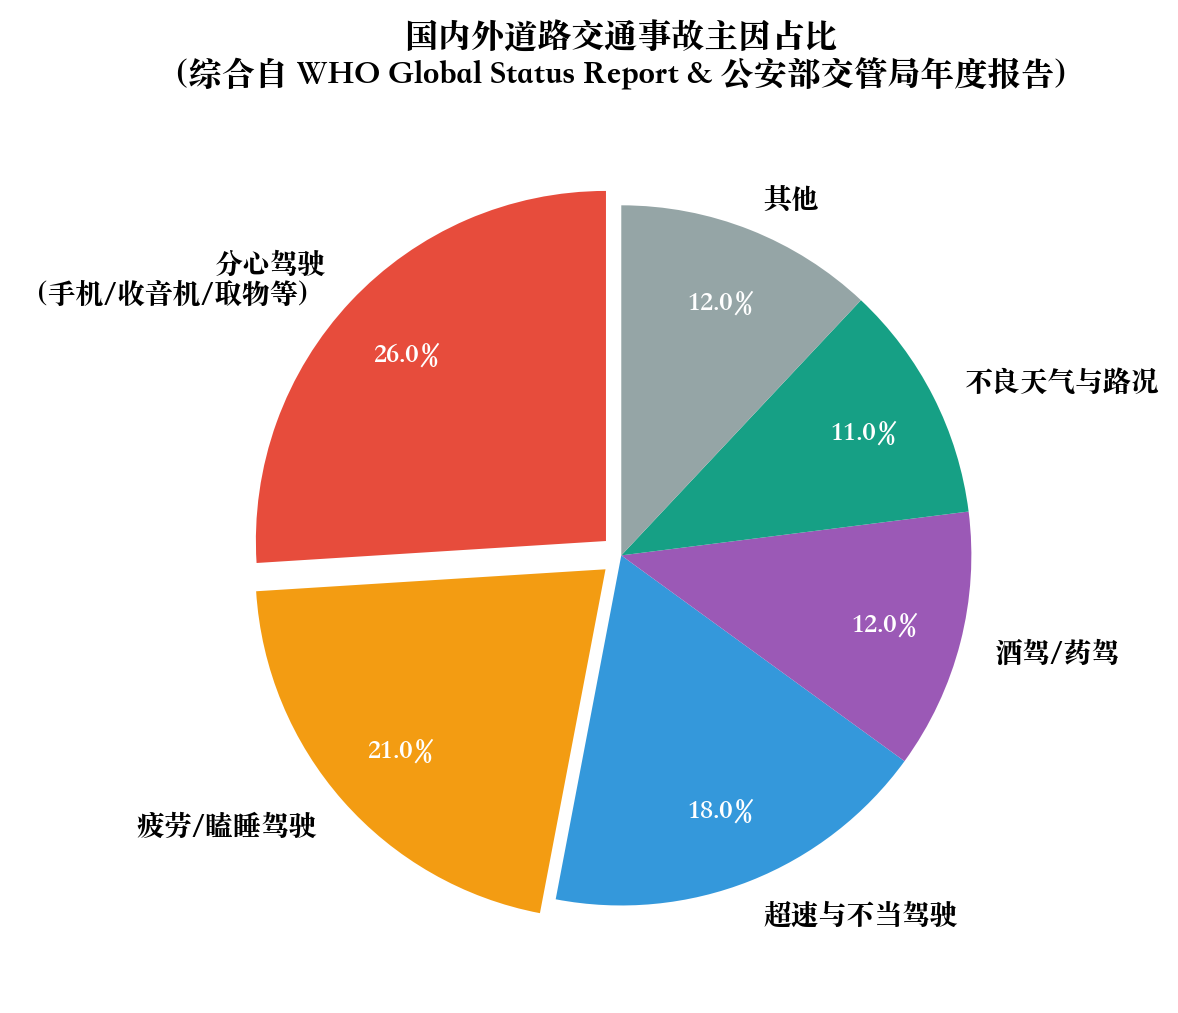 国内外道路交通事故主因占比
(综合自 WHO Global Status Report & 公安部交管局年度报告)
其他
分心驾驶
(手机/收音机/取物等)
12.0%
26.0%
不良天气与路况
11.0%
12.0%
酒驾/药驾
21.0%
18.0%
疲劳/瞌睡驾驶
超速与不当驾驶